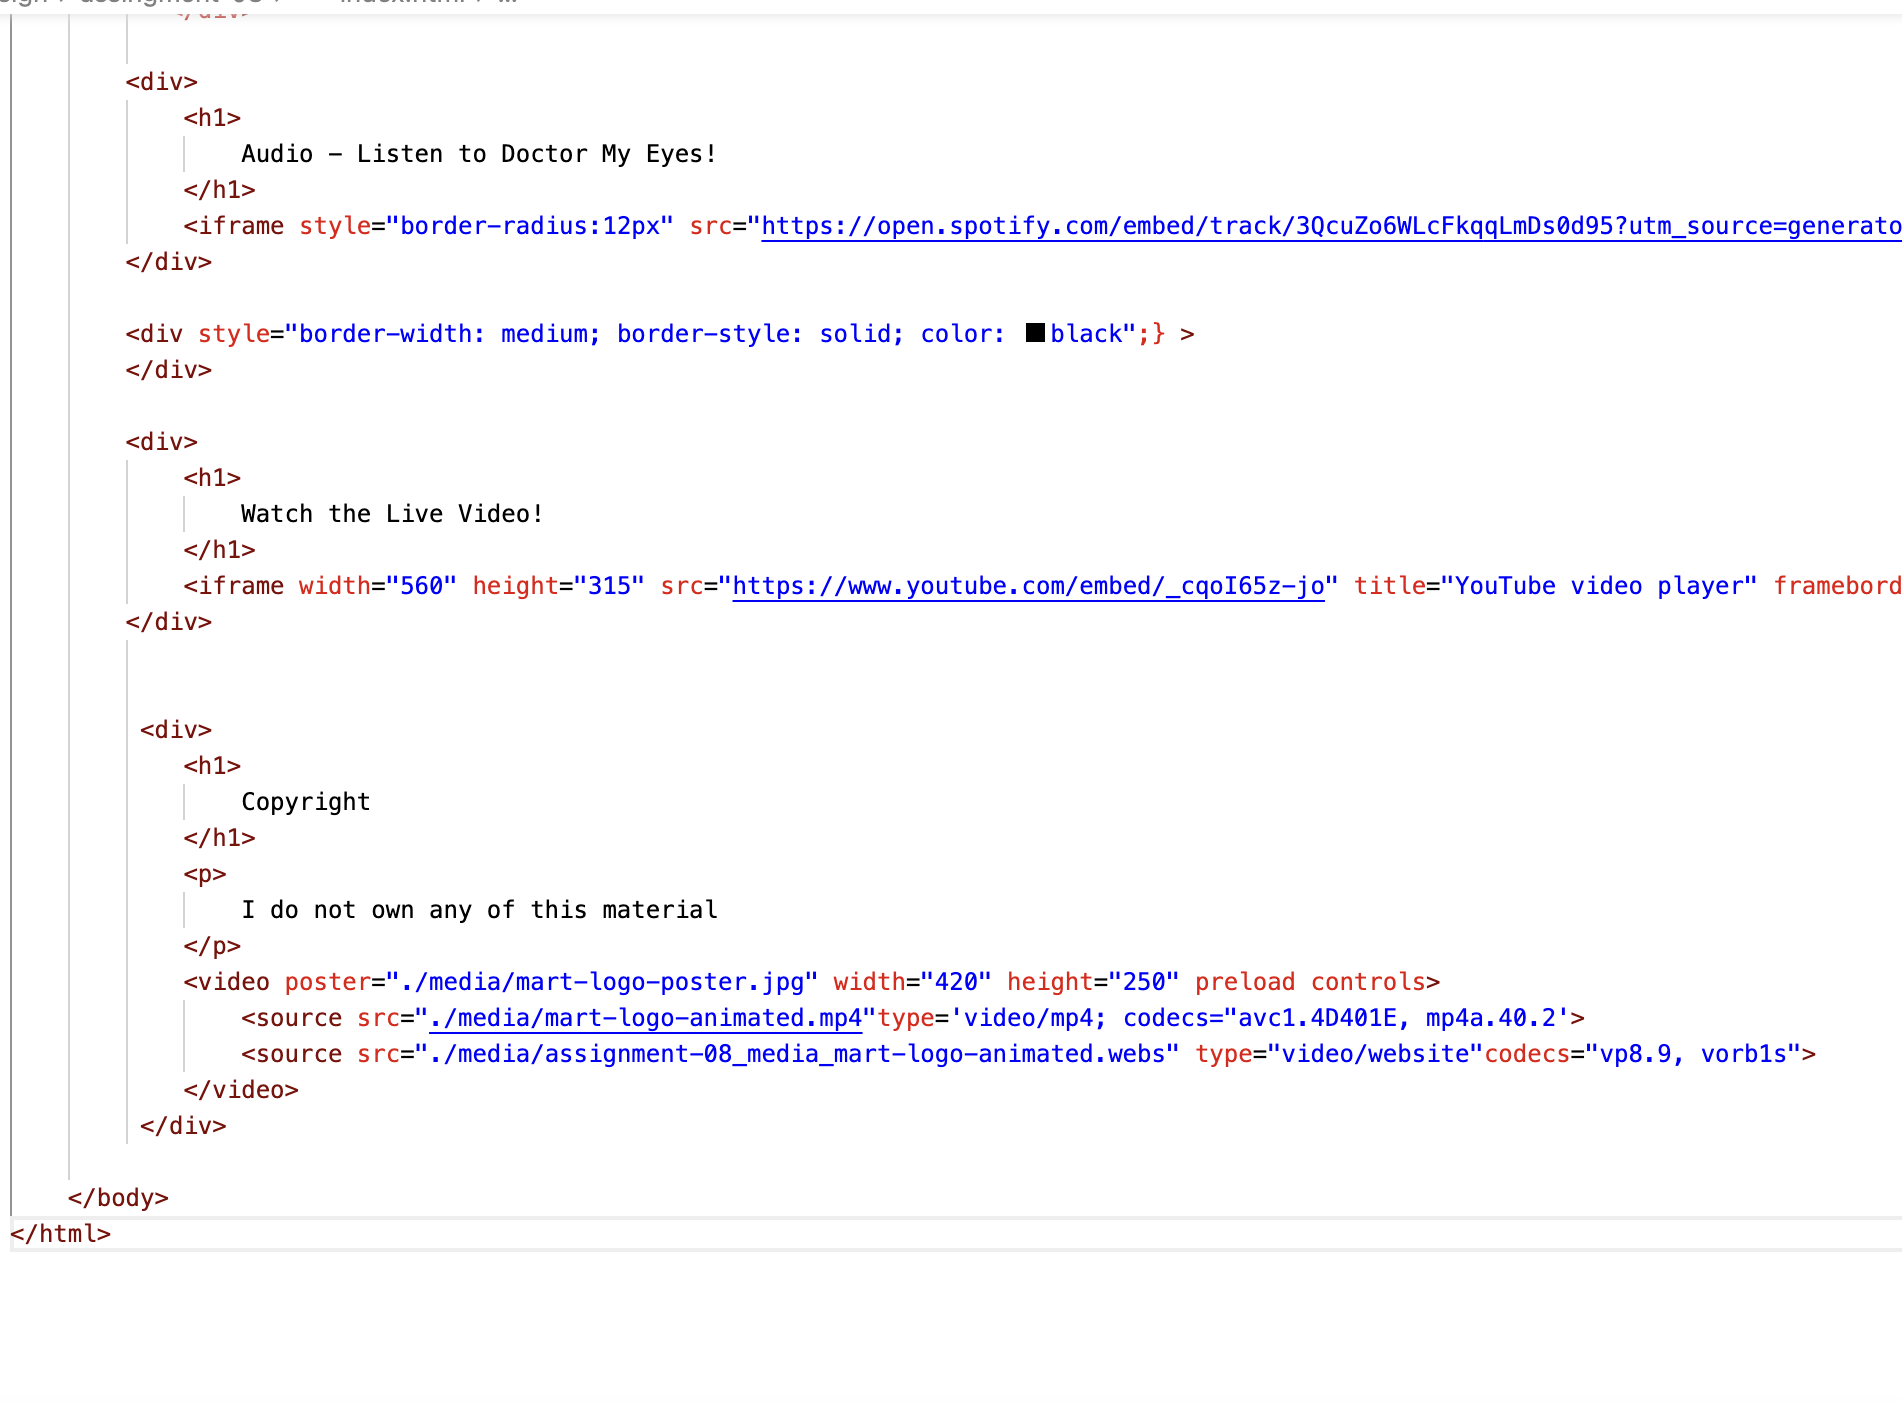 index.html
<div>
<h1>
Audio – Listen to Doctor My Eyes!
</h1>
<iframe style="border-radius:12px" src="https://open.spotify.com/embed/track/3QcuZo6WLcFkqqLmDs0d95?utm_source=generato
</div>
<div style="border-width: medium; border-style: solid; color: black";} >
</div>
<div>
<h1>
Watch the Live Video!
</h1>
<iframe width="560" height="315" src="https://www.youtube.com/embed/_cqoI65z-jo" title="YouTube video player" framebord
</div>
<div>
<h1>
Copyright
</h1>
<p>
I do not own any of this material
</p>
<video poster="./media/mart-logo-poster.jpg" width="420" height="250" preload controls>
<source src="./media/mart-logo-animated.mp4"type='video/mp4; codecs="avc1.4D401E, mp4a.40.2'>
<source src="./media/assignment-08_media_mart-logo-animated.webs" type="video/website"codecs="vp8.9, vorb1s">
</video>
</div>
</body>
</html>